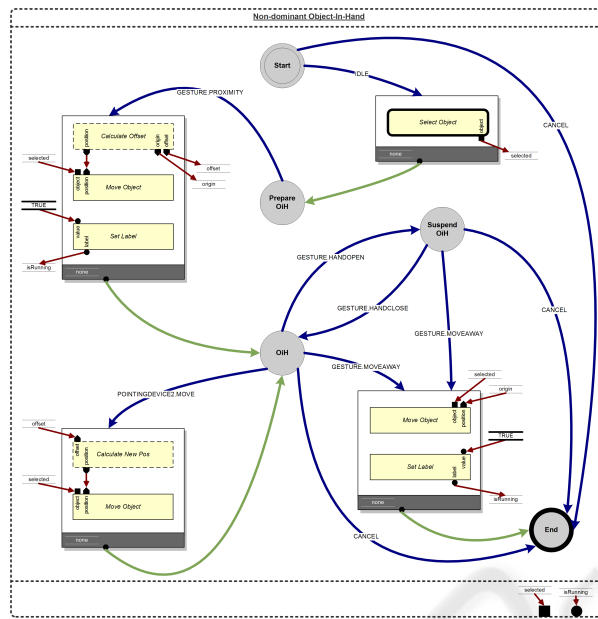 Non-dominant Object-In-Hand
Start
IDLE
GESTURE.PROXIMITY
CANCEL
Select Object
object
none
selected
Calculate Offset
position
origin
offset
selected
offset
origin
object
position
Move Object
TRUE
Set Label
value
label
isRunning
none
Prepare
OiH
Suspend
OiH
GESTURE.HANDOPEN
GESTURE.HANDCLOSE
CANCEL
GESTURE.MOVEAWAY
OiH
GESTURE.MOVEAWAY
selected
origin
POINTINGDEVICE2.MOVE
Move Object
object
position
TRUE
offset
offset
position
Calculate New Pos
value
Set Label
label
selected
isRunning
none
object
position
Move Object
none
CANCEL
End
selected
isRunning